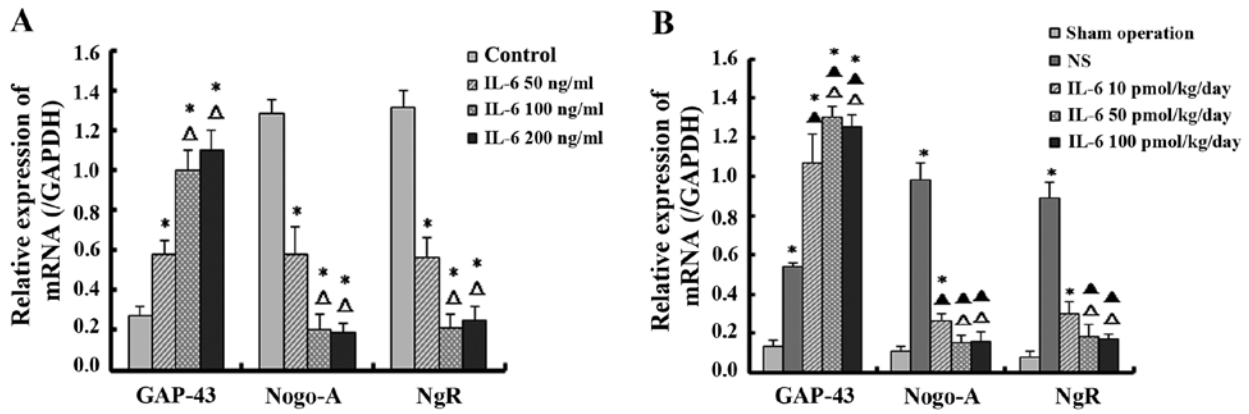 A
Relative expression of
mRNA (/GAPDH)
1.6
1.4
1.2
1.0
0.8
0.6
0.4
0.2
0.0
Control
IL-6 50 ng/ml
IL-6 100 ng/ml
IL-6 200 ng/ml
* * *
Δ Δ
* * *
Δ Δ
* * *
Δ Δ
GAP-43 Nogo-A NgR
B
Relative expression of
mRNA (/GAPDH)
1.6
1.4
1.2
1.0
0.8
0.6
0.4
0.2
0.0
Sham operation
NS
IL-6 10 pmol/kg/day
IL-6 50 pmol/kg/day
IL-6 100 pmol/kg/day
* * * *
▲ ▲ ▲
Δ Δ
* *
▲ ▲ ▲
Δ Δ
* *
▲ ▲
Δ Δ
GAP-43 Nogo-A NgR